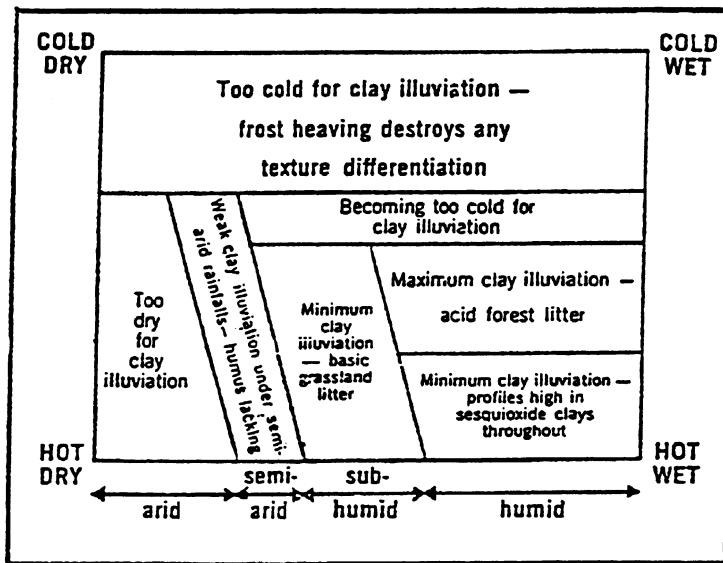 COLD
DRY
COLD
WET
Too cold for clay illuviation —
frost heaving destroys any
texture differentiation
Becoming too cold for
clay illuviation
Weak clay illuviation under semi-
arid rainfalls— humus lacking
Too
dry
for
clay
illuviation
Minimum
clay
illuviation
— basic
grassland
litter
Maximum clay illuviation —
acid forest litter
Minimum clay illuviation —
profiles high in
sesquioxide clays
throughout
HOT
DRY
HOT
WET
arid
semi-
arid
sub-
humid
humid